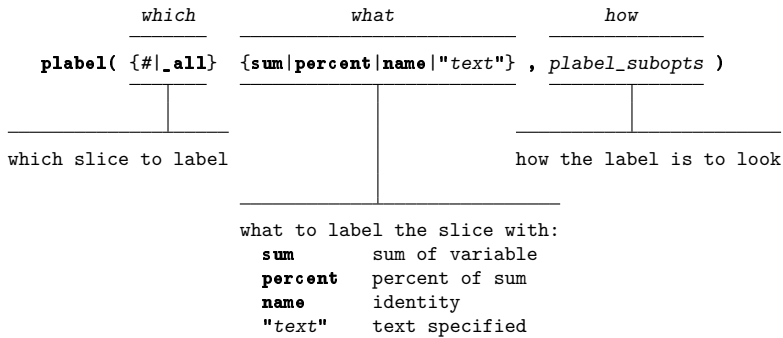 which what how
plabel( {#|_all} {sum|percent|name|"text"} , plabel_subopts )
which slice to label how the label is to look
what to label the slice with:
sum sum of variable
percent percent of sum
name identity
"text" text specified